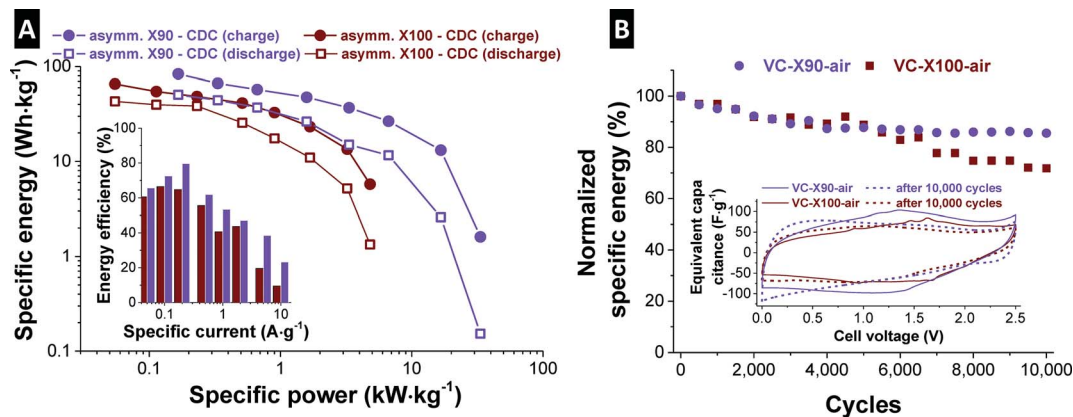 A
asymm. X90 - CDC (charge)
asymm. X100 - CDC (charge)
asymm. X90 - CDC (discharge)
asymm. X100 - CDC (discharge)
Specific energy (Wh·kg⁻¹)
100
10
1
0.1
0.1
1
10
100
Specific power (kW·kg⁻¹)
Energy efficiency (%)
100
80
60
40
20
0
0.1
1
10
Specific current (A·g⁻¹)
B
VC-X90-air
VC-X100-air
Normalized
specific energy (%)
100
80
60
40
20
0
0
2,000
4,000
6,000
8,000
10,000
Cycles
VC-X90-air
after 10,000 cycles
VC-X100-air
after 10,000 cycles
Equivalent capa
citance (F·g⁻¹)
100
50
0
-50
-100
0.0
0.5
1.0
1.5
2.0
2.5
Cell voltage (V)